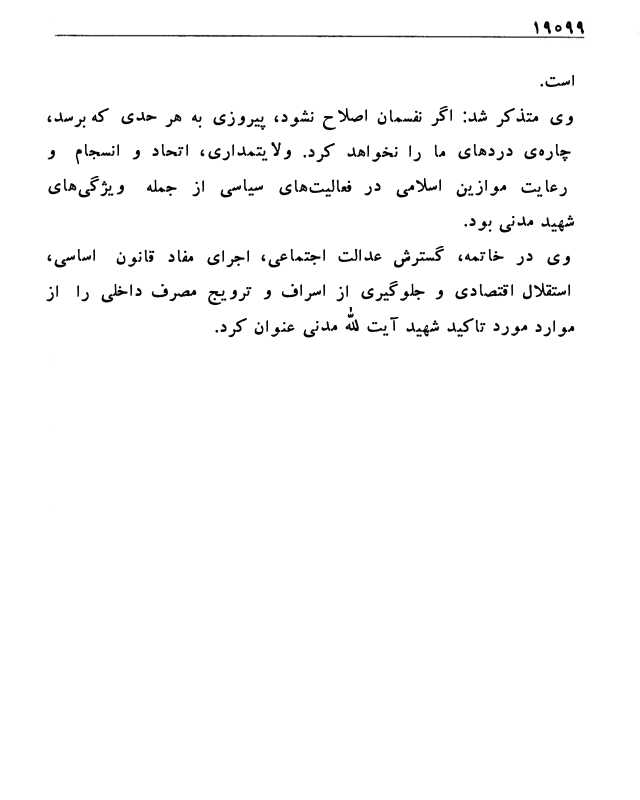 ۱۹۵۹۹
است.
وی متذکر شد: اگر نفسمان اصلاح نشود، پیروزی به هر حدی که برسد،
چاره‌ی دردهای ما را نخواهد کرد. ولایتمداری، اتحاد و انسجام و
رعایت موازین اسلامی در فعالیت‌های سیاسی از جمله ویژگی‌های
شهید مدنی بود.
وی در خاتمه، گسترش عدالت اجتماعی، اجرای مفاد قانون اساسی،
استقلال اقتصادی و جلوگیری از اسراف و ترویج مصرف داخلی را از
موارد مورد تاکید شهید آیت لله مدنی عنوان کرد.